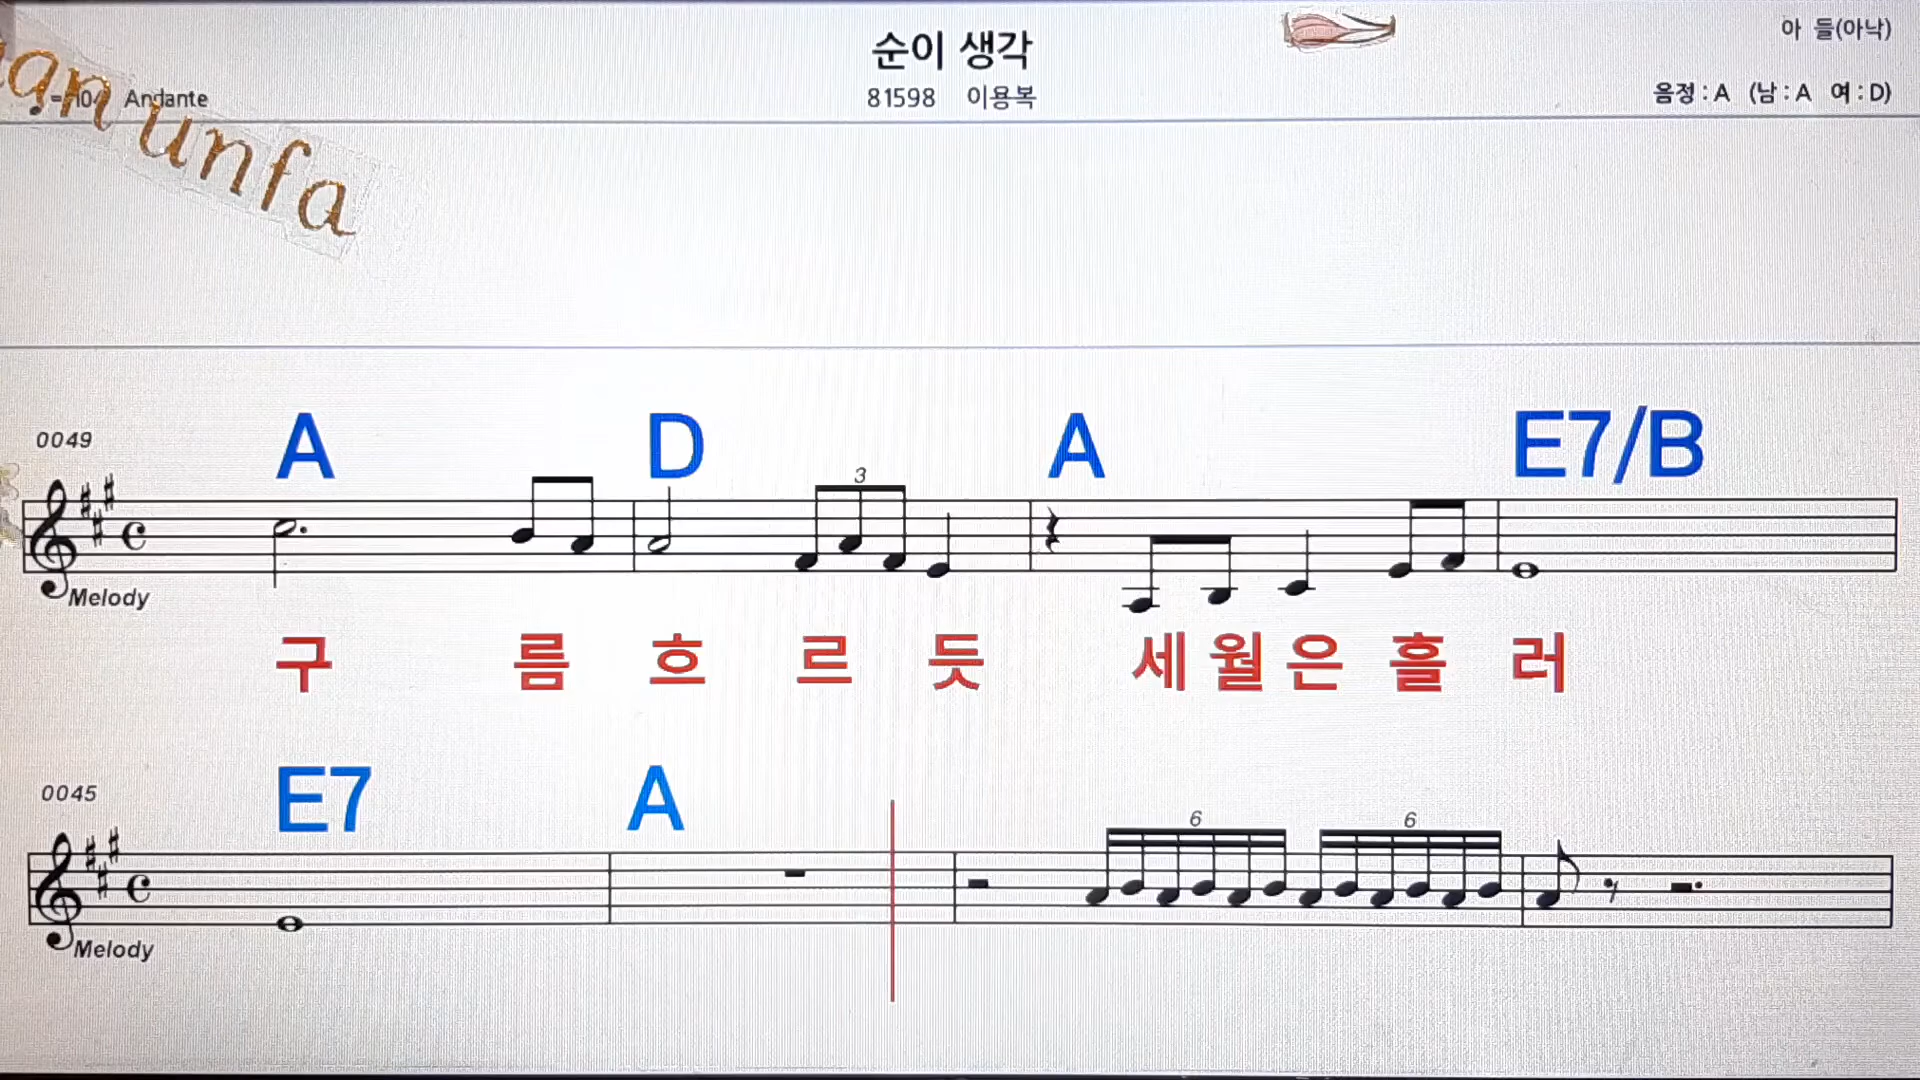 순이 생각
아 들(아낙)
Andante
81598 이용복
음정 : A (남 : A 여 : D)
unfa
0049
A D A E7/B
3
Melody
구 름 흐 르 듯 세 월 은 흘 러
0045
E7 A
6 6
Melody